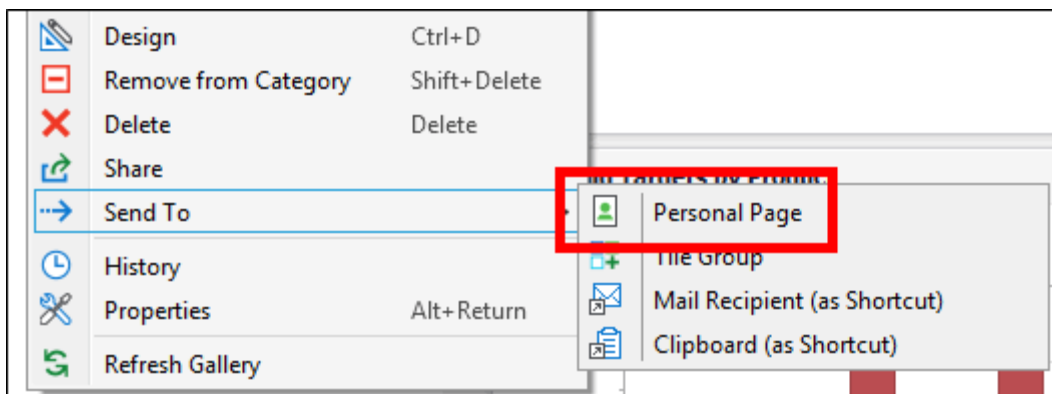 Design Ctrl+D
Remove from Category Shift+Delete
Delete Delete
Share
Send To
History
Properties Alt+Return
Refresh Gallery
by
Personal Page
Tile Group
Mail Recipient (as Shortcut)
Clipboard (as Shortcut)